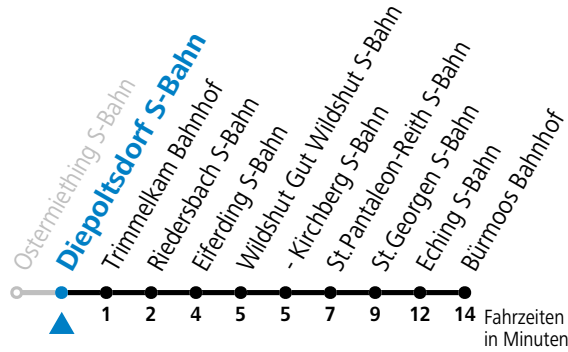 Ostermiething S-Bahn
Diepoltsdorf S-Bahn
Trimmelkam Bahnhof
Riedersbach S-Bahn
Eiferding S-Bahn
Wildshut Gut Wildshut S-Bahn
- Kirchberg S-Bahn
St.Pantaleon-Reith S-Bahn
St.Georgen S-Bahn
Eching S-Bahn
Bürmoos Bahnhof
1 2 4 5 5 7 9 12 14 Fahrzeiten
in Minuten